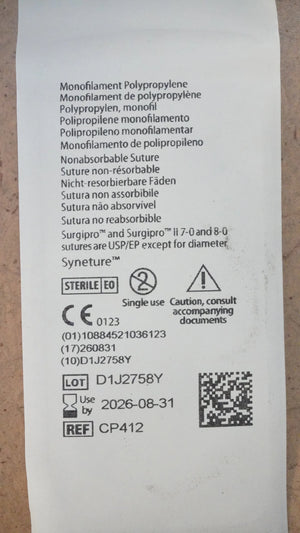 Monofilament Polypropylene
Monofilament de polypropylène
Polypropylen, monofil
Polipropilene monofilamento
Polipropileno monofilamentar
Monofilamento de polipropileno
Nonabsorbable Suture
Suture non-résorbable
Nicht-resorbierbare Fäden
Sutura non assorbibile
Sutura não absorvivel
Sutura no reabsorbible
Surgipro™ and Surgipro™ II 7-0 and 8-0
sutures are USP/EP except for diameter
Syneture™
STERILE EO
2
Single use
Caution, consult
accompanying
documents
CE 0123
(01)10884521036123
(17)260831
(10)D1J2758Y
LOT D1J2758Y
Use
by 2026-08-31
REF CP412